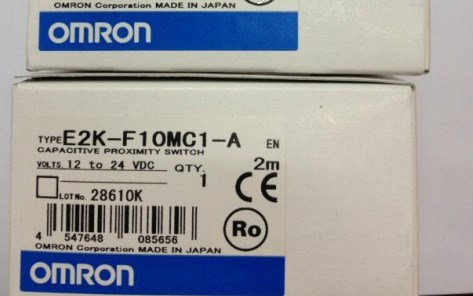 OMRON Corporation MADE IN JAPAN
OMRON
TYPE E2K-F10MC1-A EN
CAPACITIVE PROXIMITY SWITCH
VOLTS. 12 to 24 VDC QTY. 2m
1 CE
LOT No. 28610K
Ro
4 547648 085656
OMRON Corporation MADE IN JAPAN
OMRON